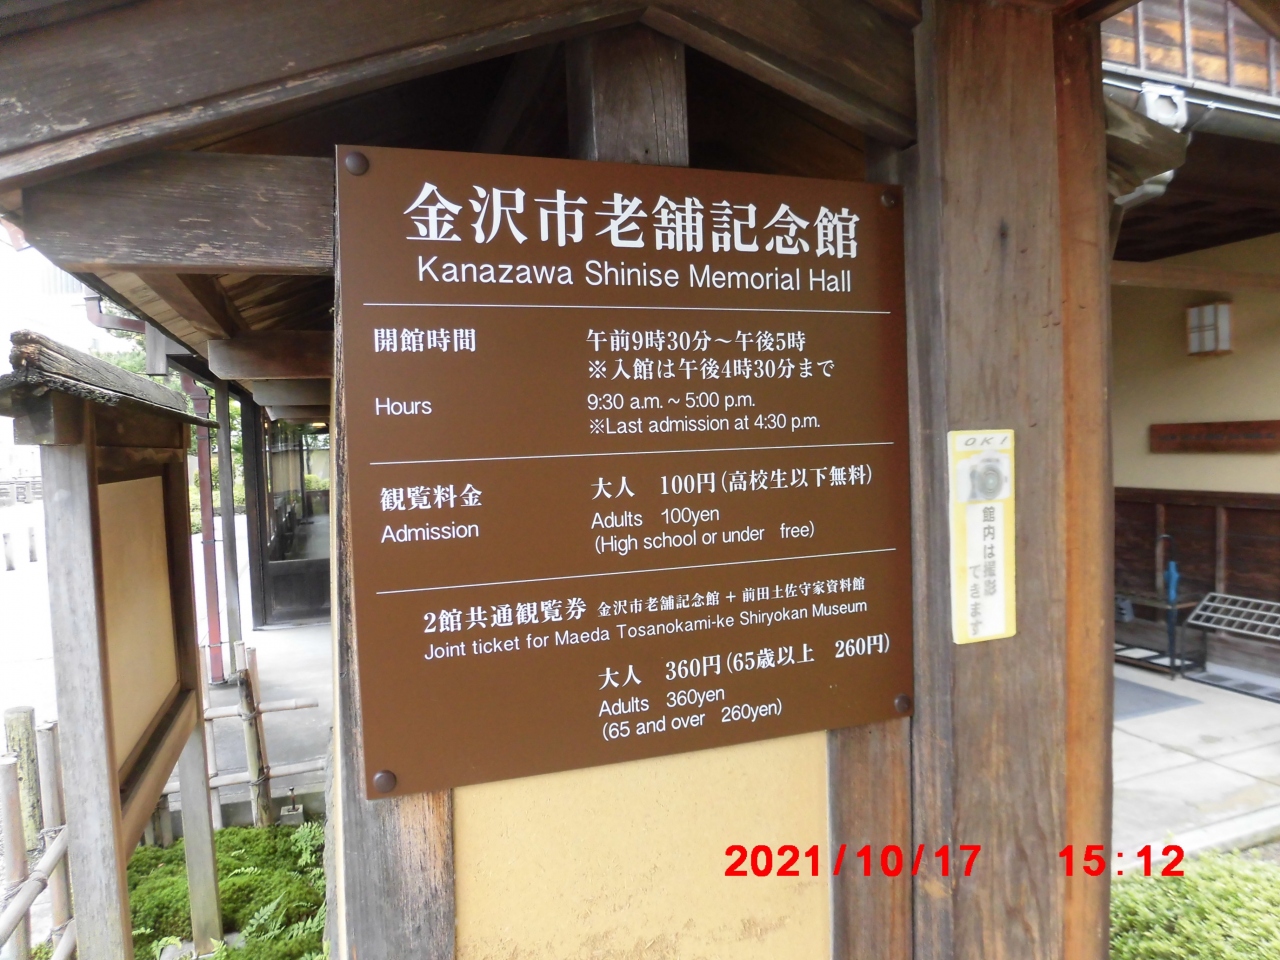 金沢市老舗記念館
Kanazawa Shinise Memorial Hall
開館時間 午前9時30分～午後5時
※入館は午後4時30分まで
Hours 9:30 a.m. ~ 5:00 p.m.
※Last admission at 4:30 p.m.
観覧料金 大人 100円(高校生以下無料)
Admission Adults 100yen
(High school or under free)
2館共通観覧券 金沢市老舗記念館 + 前田土佐守家資料館
Joint ticket for Maeda Tosanokami-ke Shiryokan Museum
大人 360円(65歳以上 260円)
Adults 360yen
(65 and over 260yen)
OK!
館内は撮影
できます
2021/10/17 15:12